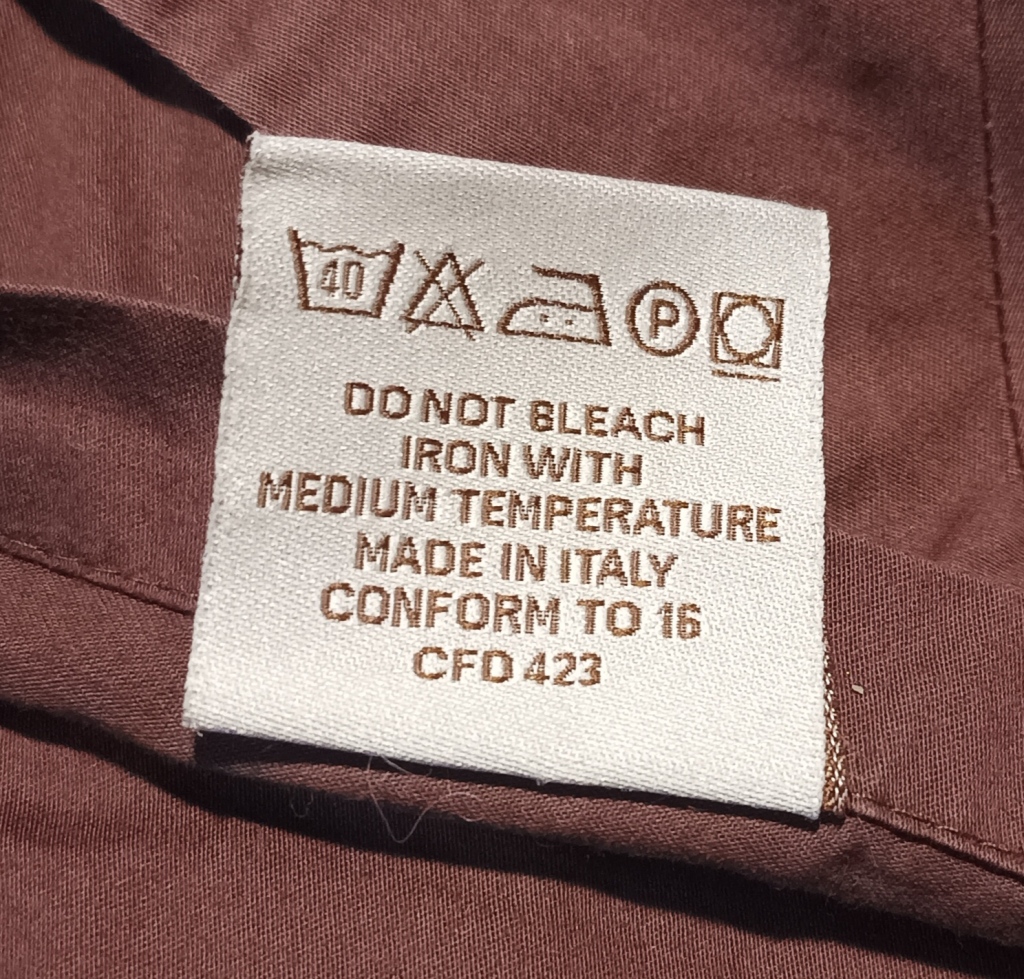 40 P
DO NOT BLEACH
IRON WITH
MEDIUM TEMPERATURE
MADE IN ITALY
CONFORM TO 16
CFD 423